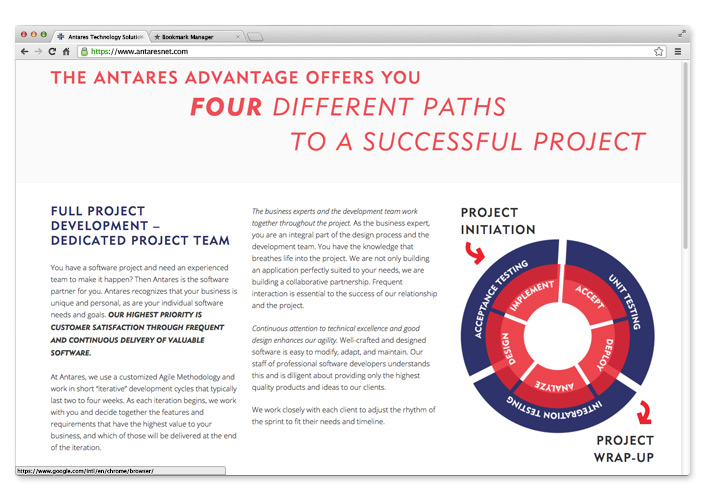 Antares Technology Solution
Bookmark Manager
https://www.antaresnet.com
THE ANTARES ADVANTAGE OFFERS YOU
FOUR DIFFERENT PATHS
TO A SUCCESSFUL PROJECT
FULL PROJECT
DEVELOPMENT –
DEDICATED PROJECT TEAM
You have a software project and need an experienced
team to make it happen? Then Antares is the software
partner for you. Antares recognizes that your business is
unique and personal, as are your individual software
needs and goals. OUR HIGHEST PRIORITY IS
CUSTOMER SATISFACTION THROUGH FREQUENT
AND CONTINUOUS DELIVERY OF VALUABLE
SOFTWARE.
At Antares, we use a customized Agile Methodology and
work in short “iterative” development cycles that typically
last two to four weeks. As each iteration begins, we work
with you and decide together the features and
requirements that have the highest value to your
business, and which of those will be delivered at the end
of the iteration.
The business experts and the development team work
together throughout the project. As the business expert,
you are an integral part of the design process and the
development team. You have the knowledge that
breathes life into the project. We are not only building
an application perfectly suited to your needs, we are
building a collaborative partnership. Frequent
interaction is essential to the success of our relationship
and the project.
Continuous attention to technical excellence and good
design enhances our agility. Well-crafted and designed
software is easy to modify, adapt, and maintain. Our
staff of professional software developers understands
this and is diligent about providing only the highest
quality products and ideas to our clients.
We work closely with each client to adjust the rhythm of
the sprint to fit their needs and timeline.
PROJECT
INITIATION
ACCEPTANCE TESTING
UNIT TESTING
INTEGRATION TESTING
IMPLEMENT
ACCEPT
DEPLOY
ANALYZE
DESIGN
PROJECT
WRAP-UP
https://www.google.com/intl/en/chrome/browser/